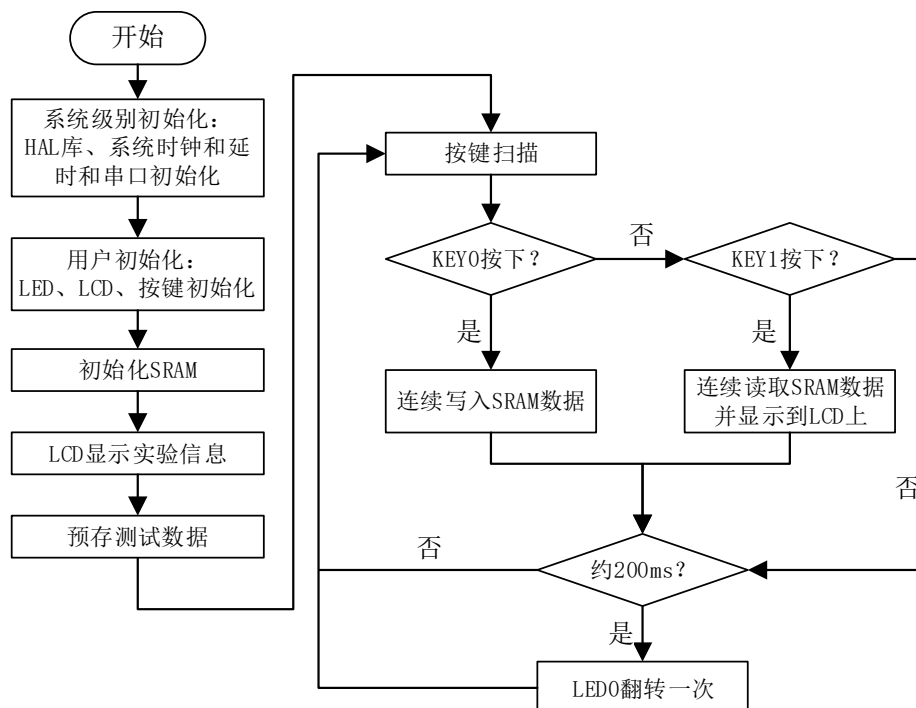 开始
系统级别初始化：
HAL库、系统时钟和延
时和串口初始化
用户初始化：
LED、LCD、按键初始化
初始化SRAM
LCD显示实验信息
预存测试数据
按键扫描
KEY0按下？
否
KEY1按下？
是
是
连续写入SRAM数据
连续读取SRAM数据
并显示到LCD上
否
否
约200ms？
是
LED0翻转一次